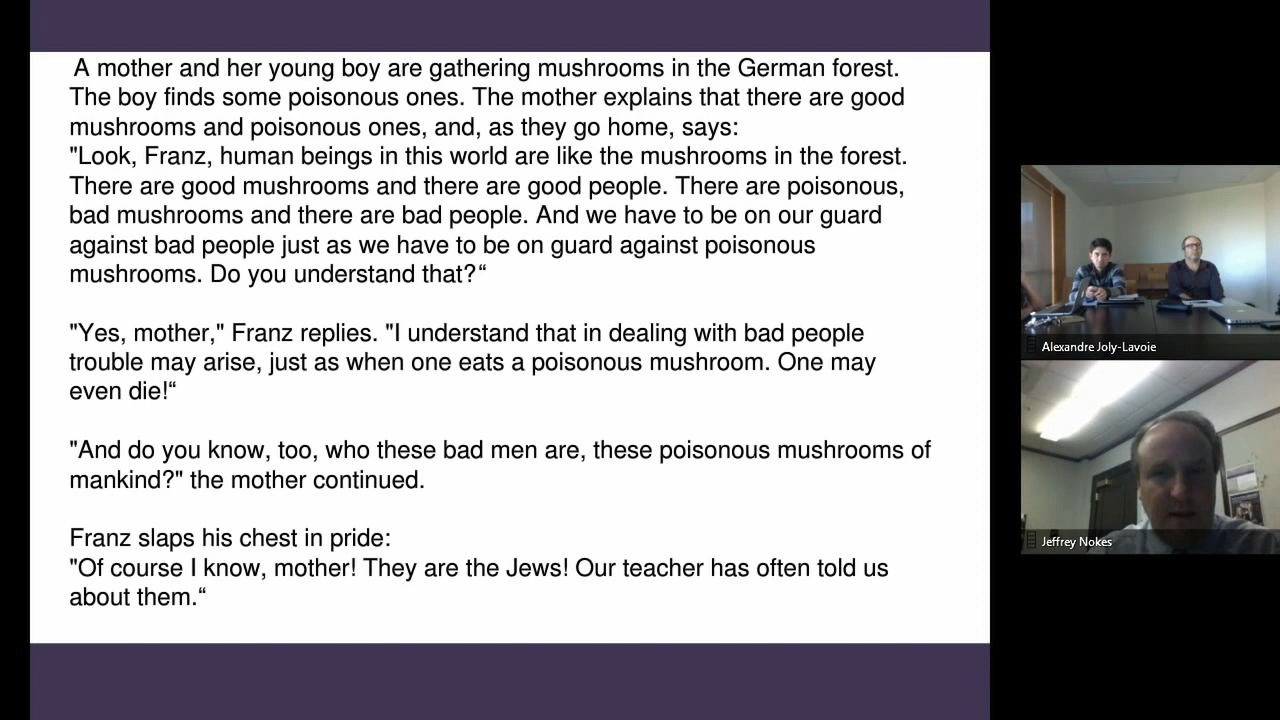 A mother and her young boy are gathering mushrooms in the German forest.
The boy finds some poisonous ones. The mother explains that there are good
mushrooms and poisonous ones, and, as they go home, says:
"Look, Franz, human beings in this world are like the mushrooms in the forest.
There are good mushrooms and there are good people. There are poisonous,
bad mushrooms and there are bad people. And we have to be on our guard
against bad people just as we have to be on guard against poisonous
mushrooms. Do you understand that?“
"Yes, mother," Franz replies. "I understand that in dealing with bad people
trouble may arise, just as when one eats a poisonous mushroom. One may
even die!“
"And do you know, too, who these bad men are, these poisonous mushrooms of
mankind?" the mother continued.
Franz slaps his chest in pride:
"Of course I know, mother! They are the Jews! Our teacher has often told us
about them.“
Alexandre Joly-Lavoie
Jeffrey Nokes